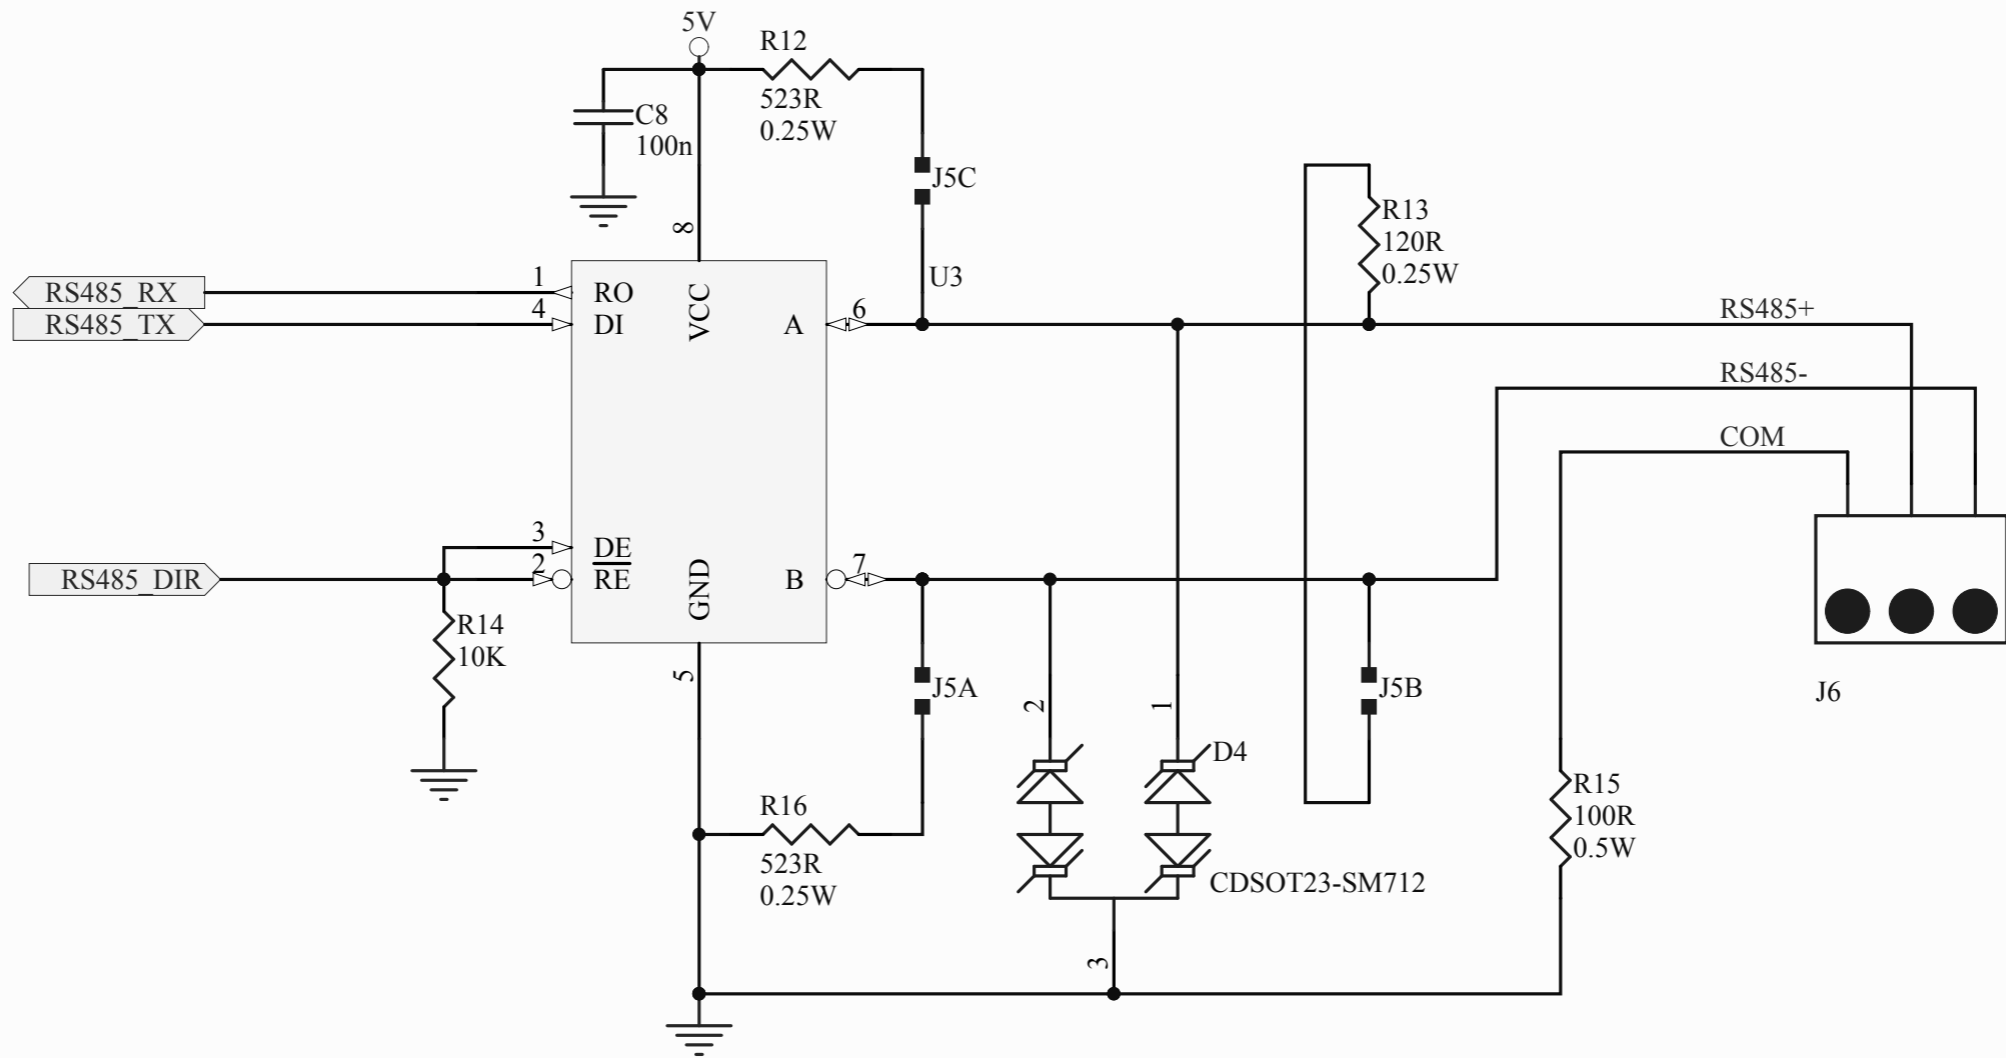 5V
R12
523R
0.25W
C8
100n
J5C
8
R13
120R
0.25W
U3
RS485_RX
1
RO
RS485_TX
4
DI
VCC
A
6
RS485+
RS485-
COM
3
DE
RS485_DIR
2
RE
GND
B
7
R14
10K
5
J5A
2
1
J5B
J6
D4
R16
523R
0.25W
R15
100R
0.5W
CDSOT23-SM712
3